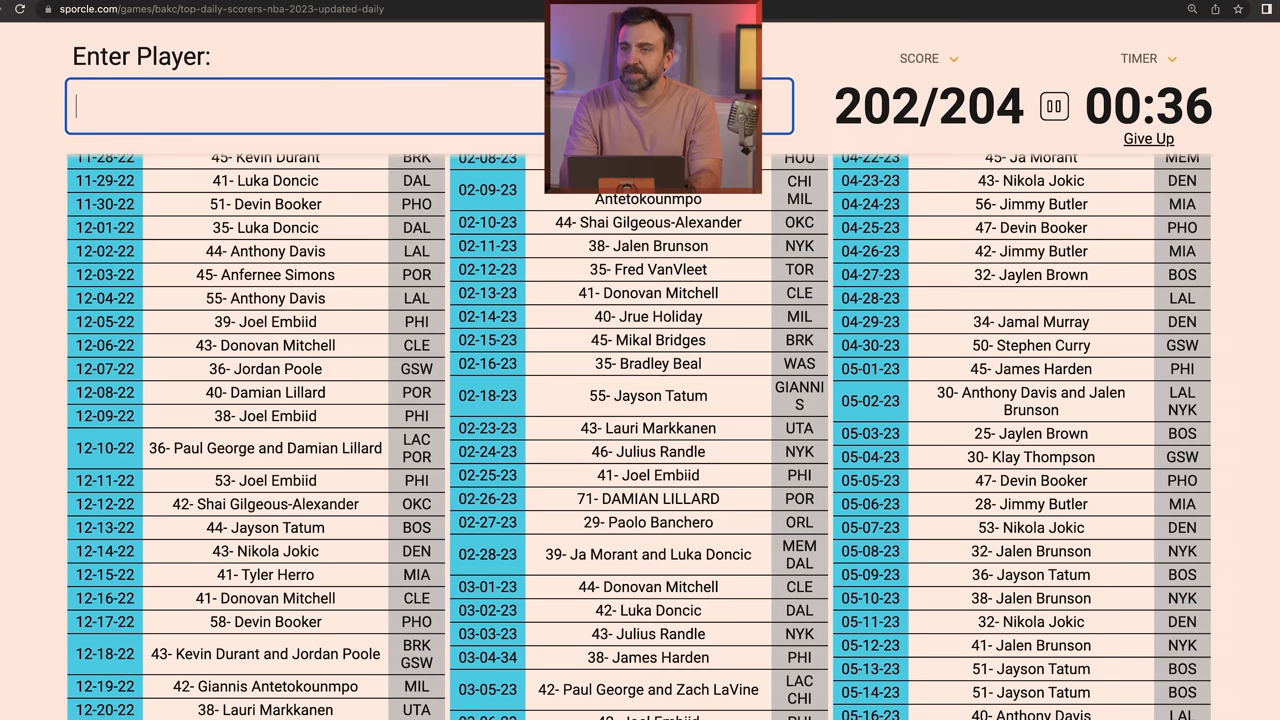 sporcle.com/games/bakc/top-daily-scorers-nba-2023-updated-daily
Enter Player:
SCORE
TIMER
202/204
00:36
Give Up
11-28-22 45- Kevin Durant BRK
11-29-22 41- Luka Doncic DAL
11-30-22 51- Devin Booker PHO
12-01-22 35- Luka Doncic DAL
12-02-22 44- Anthony Davis LAL
12-03-22 45- Anfernee Simons POR
12-04-22 55- Anthony Davis LAL
12-05-22 39- Joel Embiid PHI
12-06-22 43- Donovan Mitchell CLE
12-07-22 36- Jordan Poole GSW
12-08-22 40- Damian Lillard POR
12-09-22 38- Joel Embiid PHI
12-10-22 36- Paul George and Damian Lillard LAC
POR
12-11-22 53- Joel Embiid PHI
12-12-22 42- Shai Gilgeous-Alexander OKC
12-13-22 44- Jayson Tatum BOS
12-14-22 43- Nikola Jokic DEN
12-15-22 41- Tyler Herro MIA
12-16-22 41- Donovan Mitchell CLE
12-17-22 58- Devin Booker PHO
12-18-22 43- Kevin Durant and Jordan Poole BRK
GSW
12-19-22 42- Giannis Antetokounmpo MIL
12-20-22 38- Lauri Markkanen UTA
02-08-23 HOU
02-09-23 CHI
Antetokounmpo MIL
02-10-23 44- Shai Gilgeous-Alexander OKC
02-11-23 38- Jalen Brunson NYK
02-12-23 35- Fred VanVleet TOR
02-13-23 41- Donovan Mitchell CLE
02-14-23 40- Jrue Holiday MIL
02-15-23 45- Mikal Bridges BRK
02-16-23 35- Bradley Beal WAS
02-18-23 55- Jayson Tatum GIANNI
S
02-23-23 43- Lauri Markkanen UTA
02-24-23 46- Julius Randle NYK
02-25-23 41- Joel Embiid PHI
02-26-23 71- DAMIAN LILLARD POR
02-27-23 29- Paolo Banchero ORL
02-28-23 39- Ja Morant and Luka Doncic MEM
DAL
03-01-23 44- Donovan Mitchell CLE
03-02-23 42- Luka Doncic DAL
03-03-23 43- Julius Randle NYK
03-04-34 38- James Harden PHI
03-05-23 42- Paul George and Zach LaVine LAC
CHI
03-06-23 42- Joel Embiid PHI
04-22-23 45- Ja Morant MEM
04-23-23 43- Nikola Jokic DEN
04-24-23 56- Jimmy Butler MIA
04-25-23 47- Devin Booker PHO
04-26-23 42- Jimmy Butler MIA
04-27-23 32- Jaylen Brown BOS
04-28-23 LAL
04-29-23 34- Jamal Murray DEN
04-30-23 50- Stephen Curry GSW
05-01-23 45- James Harden PHI
05-02-23 30- Anthony Davis and Jalen LAL
Brunson NYK
05-03-23 25- Jaylen Brown BOS
05-04-23 30- Klay Thompson GSW
05-05-23 47- Devin Booker PHO
05-06-23 28- Jimmy Butler MIA
05-07-23 53- Nikola Jokic DEN
05-08-23 32- Jalen Brunson NYK
05-09-23 36- Jayson Tatum BOS
05-10-23 38- Jalen Brunson NYK
05-11-23 32- Nikola Jokic DEN
05-12-23 41- Jalen Brunson NYK
05-13-23 51- Jayson Tatum BOS
05-14-23 51- Jayson Tatum BOS
05-16-23 40- Anthony Davis LAL